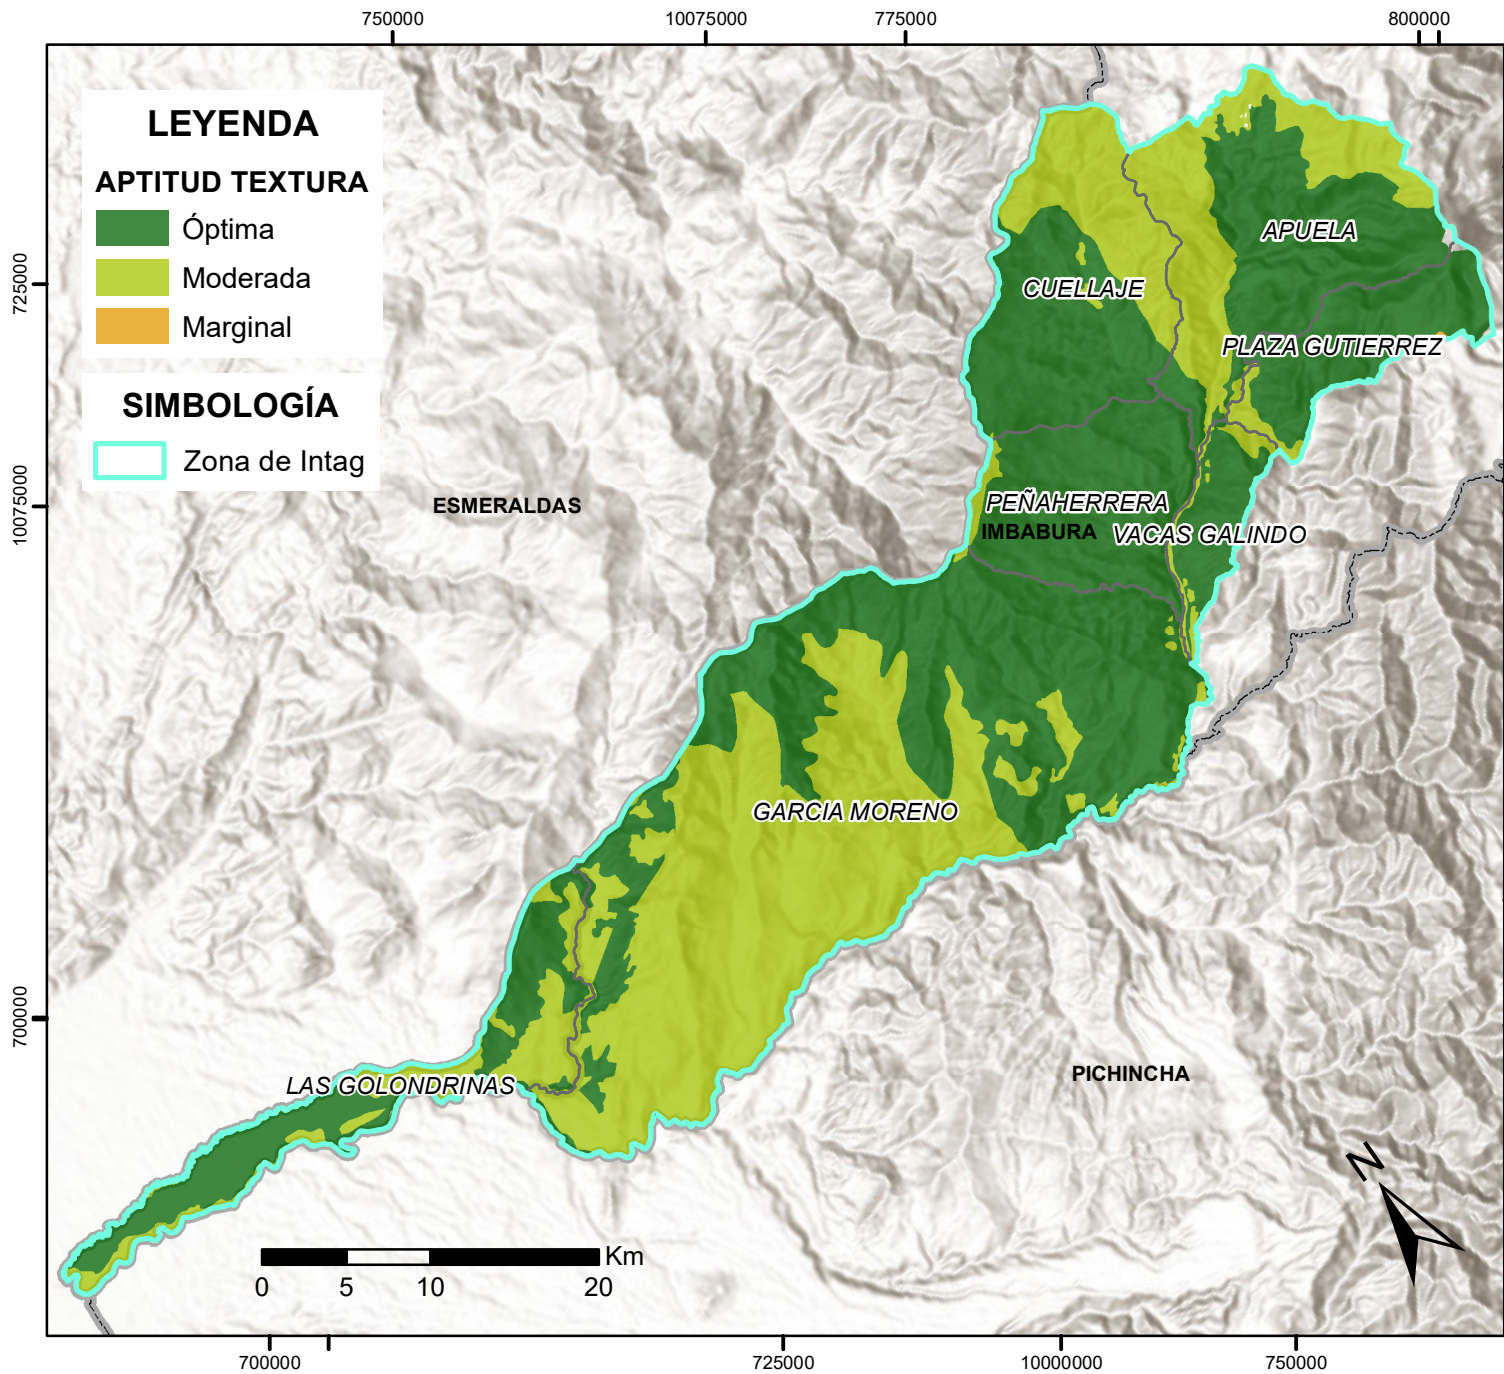 750000
10075000
775000
800000
LEYENDA
APTITUD TEXTURA
Óptima
Moderada
Marginal
SIMBOLOGÍA
Zona de Intag
725000
10075000
700000
APUELA
CUELLAJE
PLAZA GUTIERREZ
ESMERALDAS
PEÑAHERRERA
IMBABURA
VACAS GALINDO
GARCIA MORENO
PICHINCHA
LAS GOLONDRINAS
N
Km
0 5 10 20
700000
725000
10000000
750000